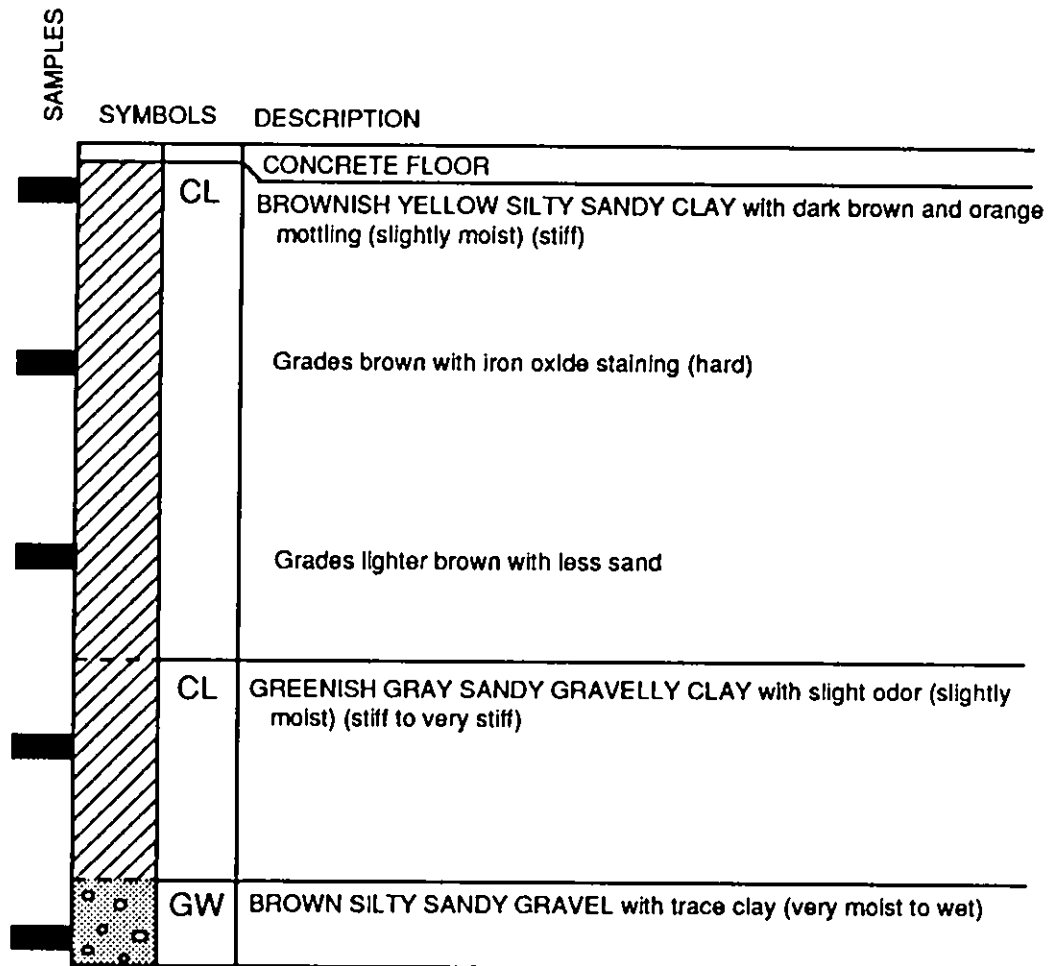 SAMPLES
SYMBOLS DESCRIPTION
CONCRETE FLOOR
CL BROWNISH YELLOW SILTY SANDY CLAY with dark brown and orange
mottling (slightly moist) (stiff)
Grades brown with iron oxide staining (hard)
Grades lighter brown with less sand
CL GREENISH GRAY SANDY GRAVELLY CLAY with slight odor (slightly
moist) (stiff to very stiff)
GW BROWN SILTY SANDY GRAVEL with trace clay (very moist to wet)